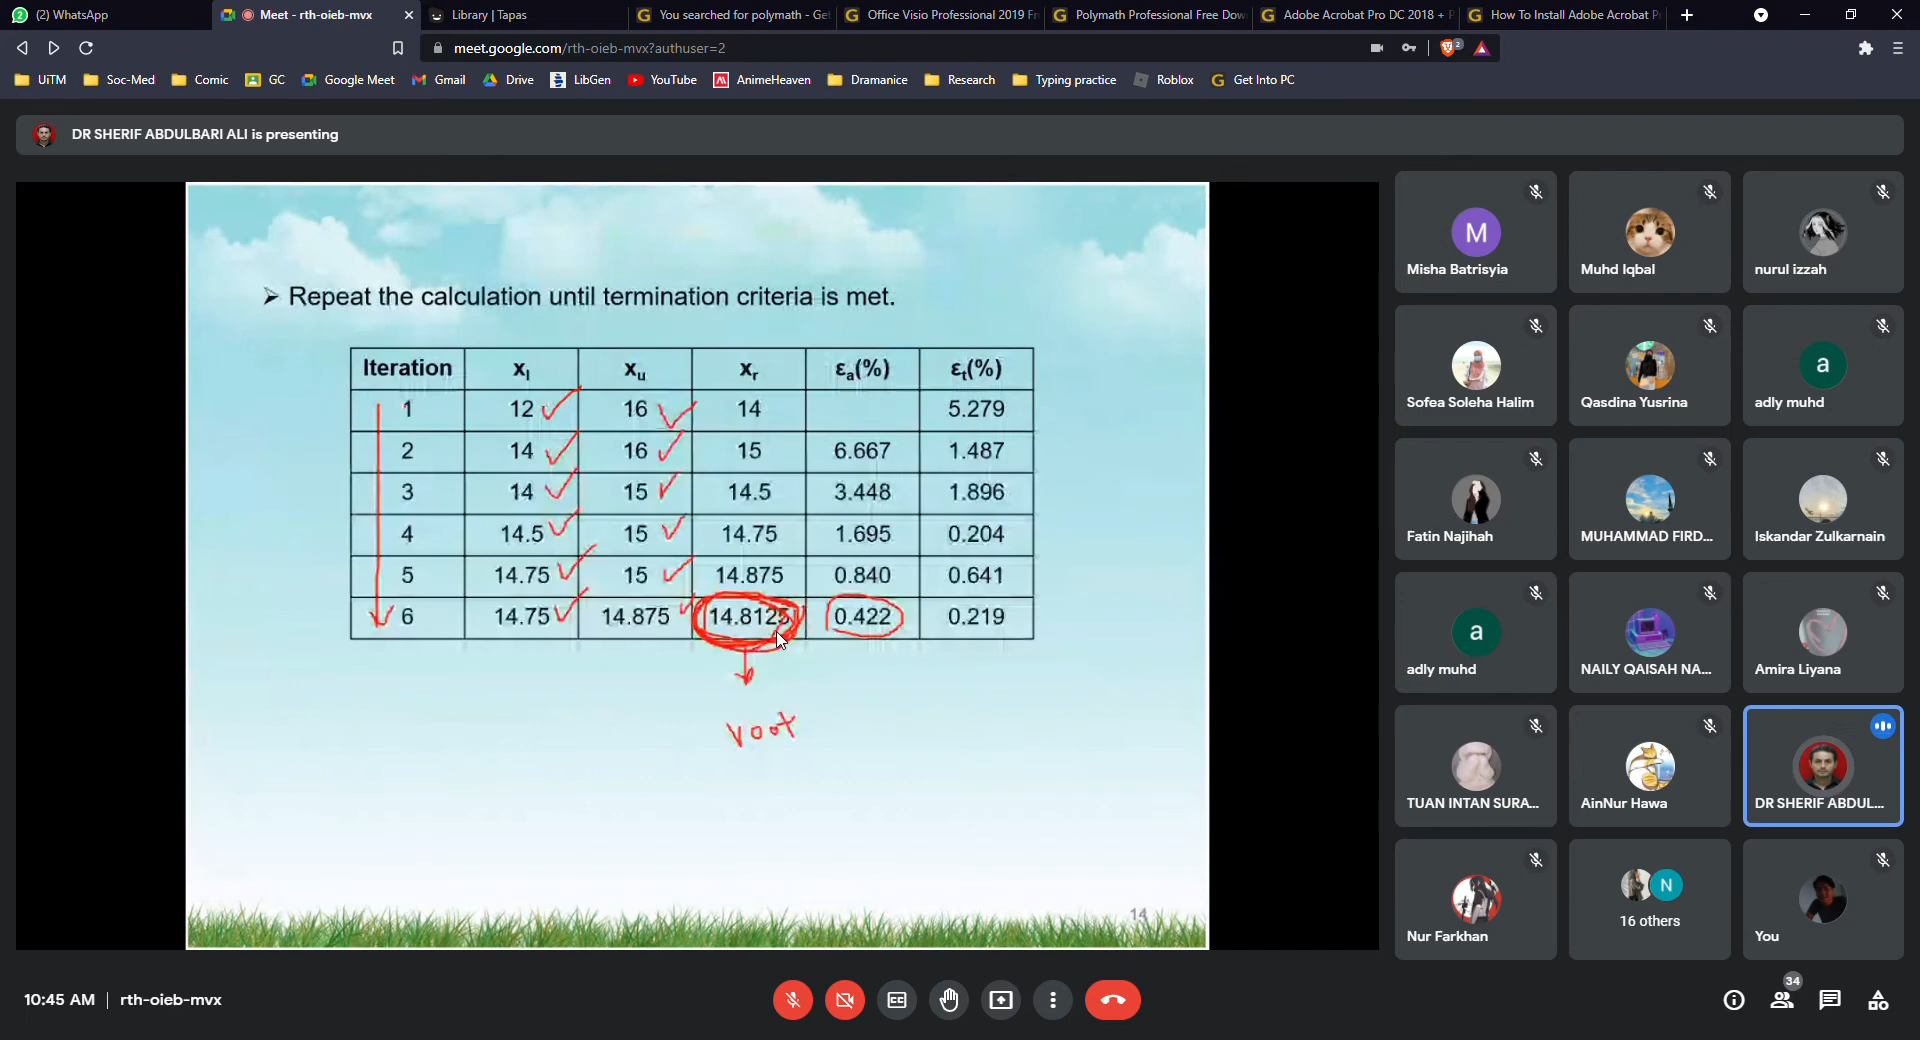 (2) WhatsApp
Meet - rth-oieb-mvx
Library | Tapas
You searched for polymath - Get
Office Visio Professional 2019 Fr
Polymath Professional Free Dow
Adobe Acrobat Pro DC 2018 + P
How To Install Adobe Acrobat P
meet.google.com/rth-oieb-mvx?authuser=2
UiTM
Soc-Med
Comic
GC
Google Meet
Gmail
Drive
LibGen
YouTube
AnimeHeaven
Dramanice
Research
Typing practice
Roblox
Get Into PC
DR SHERIF ABDULBARI ALI is presenting
Repeat the calculation until termination criteria is met.
Iteration xl xu xr εa(%) εt(%)
1 12 16 14 5.279
2 14 16 15 6.667 1.487
3 14 15 14.5 3.448 1.896
4 14.5 15 14.75 1.695 0.204
5 14.75 15 14.875 0.840 0.641
6 14.75 14.875 14.8125 0.422 0.219
root
14
M
Misha Batrisyia
Muhd Iqbal
nurul izzah
Sofea Soleha Halim
Qasdina Yusrina
a
adly muhd
Fatin Najihah
MUHAMMAD FIRD...
Iskandar Zulkarnain
a
adly muhd
NAILY QAISAH NA...
Amira Liyana
TUAN INTAN SURA...
AinNur Hawa
DR SHERIF ABDUL...
Nur Farkhan
N
16 others
You
10:45 AM | rth-oieb-mvx
34